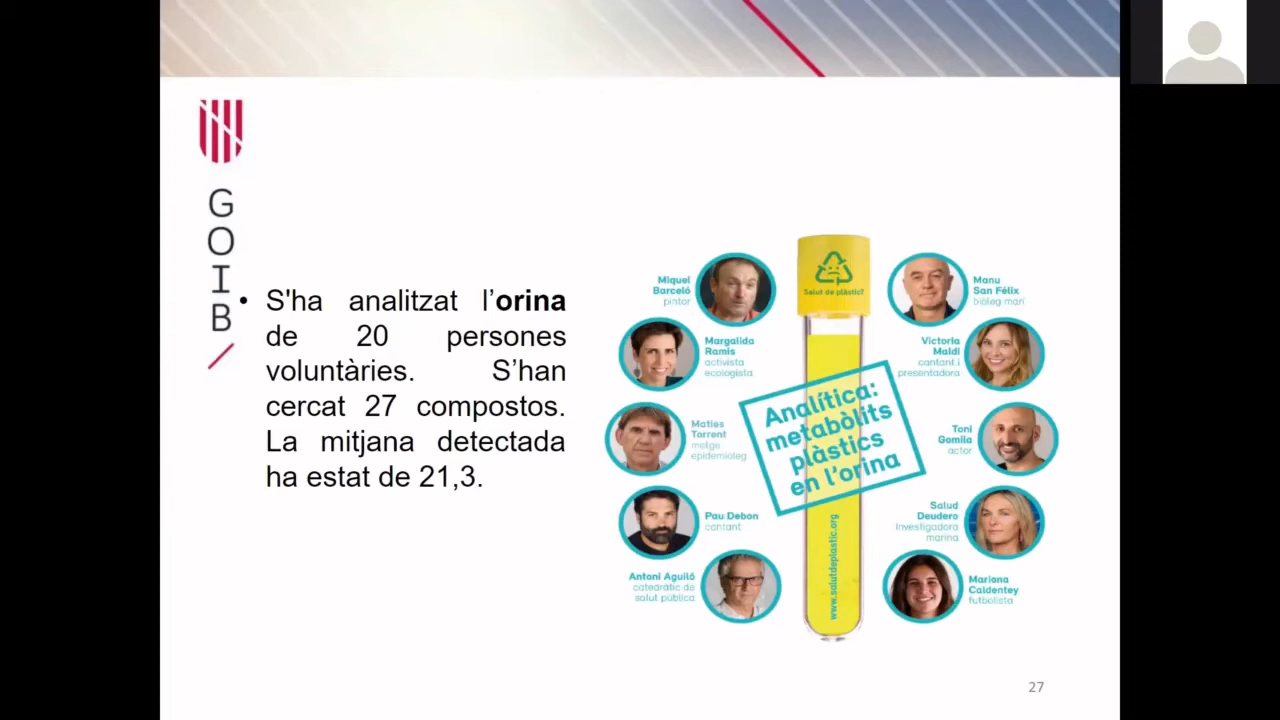 G
O
I
B
• S'ha analitzat l’orina
de 20 persones
voluntàries. S’han
cercat 27 compostos.
La mitjana detectada
ha estat de 21,3.
Miquel
Barceló
pintor
Margalida
Ramis
activista
ecologista
Maties
Torrent
metge
epidemiòleg
Pau Debon
cantant
Antoni Aguiló
catedràtic de
salut pública
Salut de plàstic?
Analítica:
metabòlits
plàstics
en l’orina
www.salutdeplastic.org
Manu
San Félix
biòleg marí
Victoria
Maldi
cantant i
presentadora
Toni
Gomila
actor
Salud
Deudero
Investigadora
marina
Mariona
Caldentey
futbolista
27